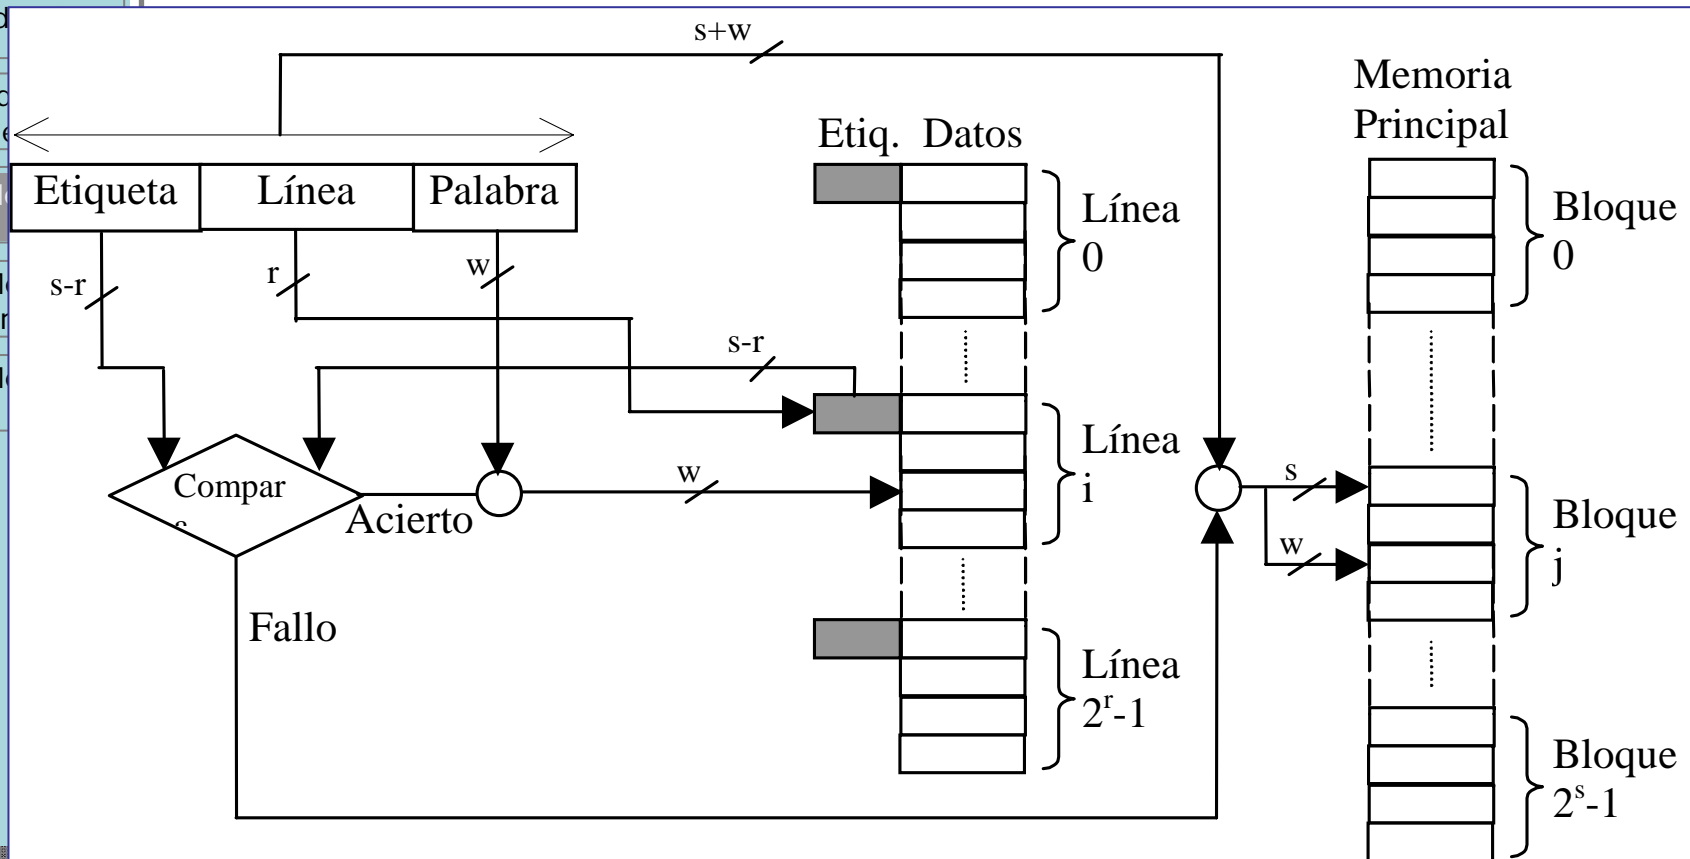 s+w
Memoria
Principal
Etiq. Datos
Etiqueta Línea Palabra
Línea
0
Bloque
0
s-r
r
w
s-r
Línea
i
Compar
Acierto
w
s
w
Bloque
j
Fallo
Línea
2ʳ-1
Bloque
2ˢ-1